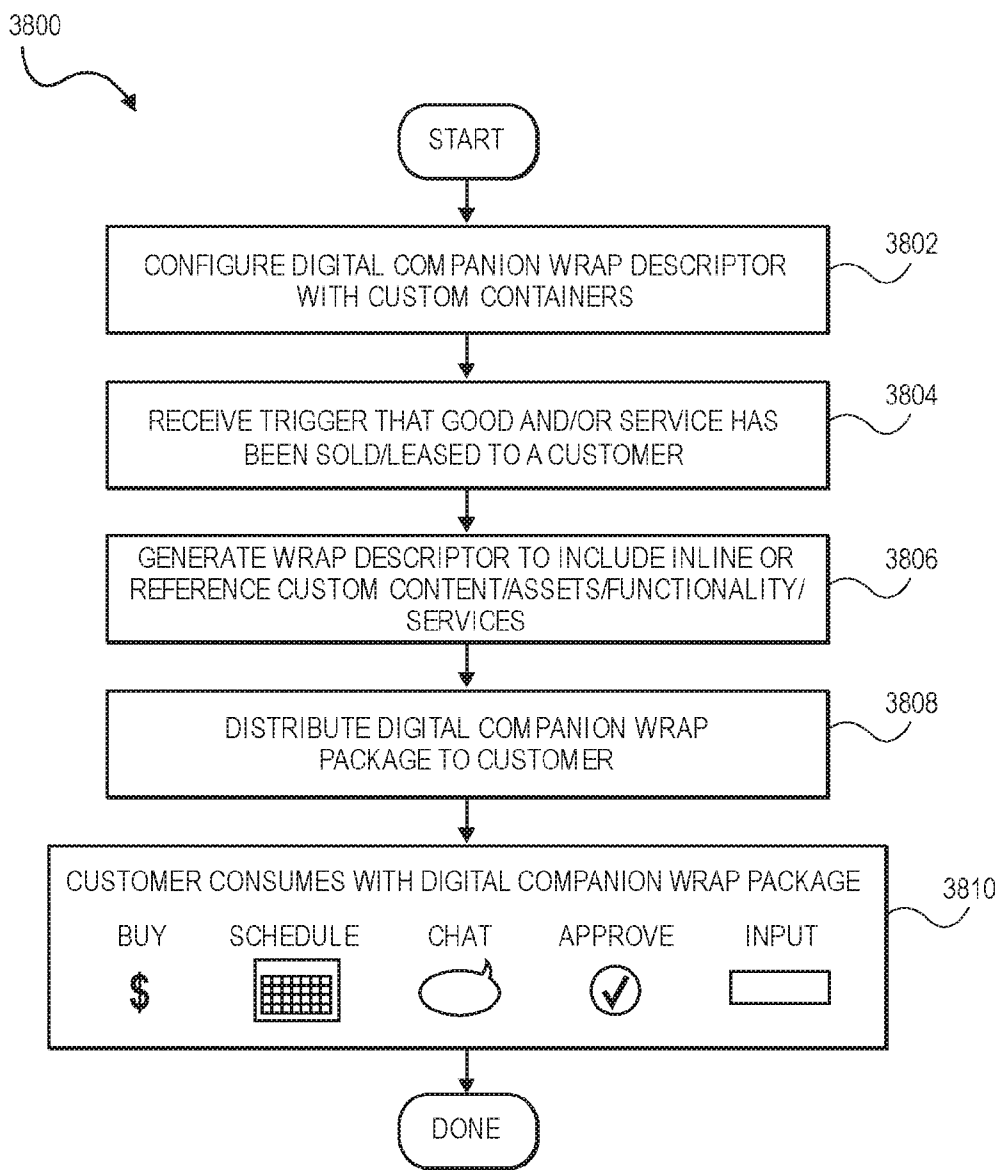 3800
START
CONFIGURE DIGITAL COMPANION WRAP DESCRIPTOR
WITH CUSTOM CONTAINERS
3802
RECEIVE TRIGGER THAT GOOD AND/OR SERVICE HAS
BEEN SOLD/LEASED TO A CUSTOMER
3804
GENERATE WRAP DESCRIPTOR TO INCLUDE INLINE OR
REFERENCE CUSTOM CONTENT/ASSETS/FUNCTIONALITY/
SERVICES
3806
DISTRIBUTE DIGITAL COMPANION WRAP
PACKAGE TO CUSTOMER
3808
CUSTOMER CONSUMES WITH DIGITAL COMPANION WRAP PACKAGE
3810
BUY SCHEDULE CHAT APPROVE INPUT
$
DONE